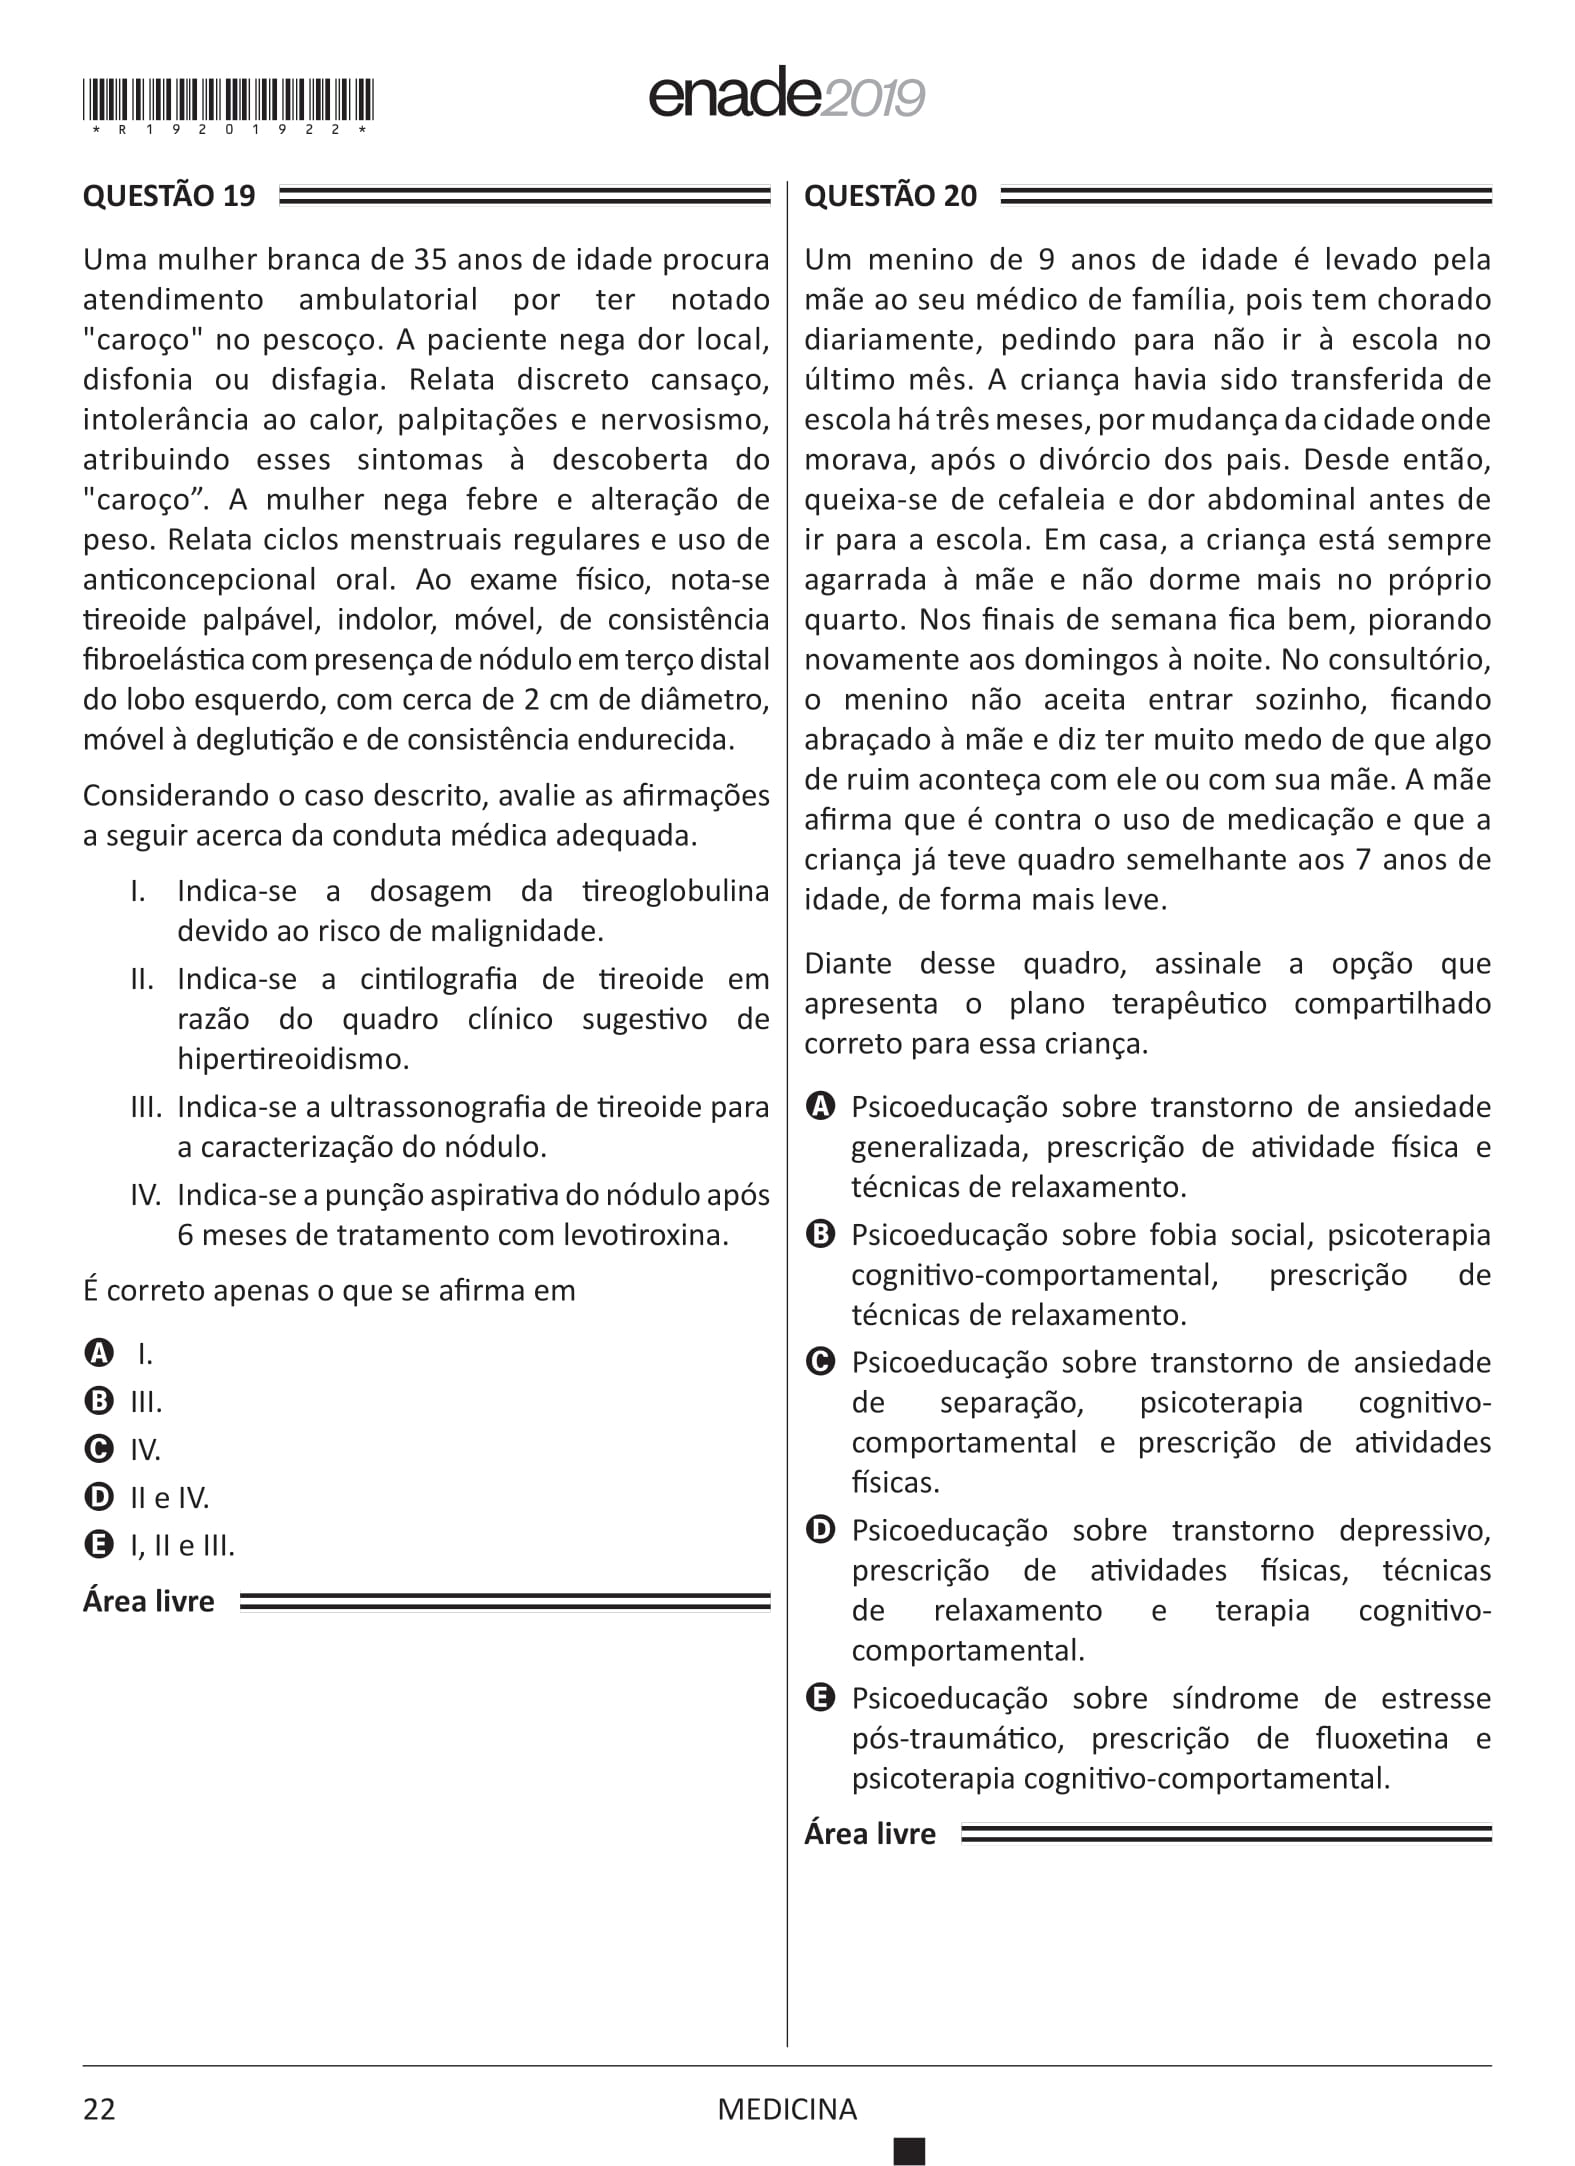 *R19201922*
enade2019
QUESTÃO 19
Uma mulher branca de 35 anos de idade procura
atendimento ambulatorial por ter notado
"caroço" no pescoço. A paciente nega dor local,
disfonia ou disfagia. Relata discreto cansaço,
intolerância ao calor, palpitações e nervosismo,
atribuindo esses sintomas à descoberta do
"caroço”. A mulher nega febre e alteração de
peso. Relata ciclos menstruais regulares e uso de
anticoncepcional oral. Ao exame físico, nota-se
tireoide palpável, indolor, móvel, de consistência
fibroelástica com presença de nódulo em terço distal
do lobo esquerdo, com cerca de 2 cm de diâmetro,
móvel à deglutição e de consistência endurecida.
Considerando o caso descrito, avalie as afirmações
a seguir acerca da conduta médica adequada.
I. Indica-se a dosagem da tireoglobulina
devido ao risco de malignidade.
II. Indica-se a cintilografia de tireoide em
razão do quadro clínico sugestivo de
hipertireoidismo.
III. Indica-se a ultrassonografia de tireoide para
a caracterização do nódulo.
IV. Indica-se a punção aspirativa do nódulo após
6 meses de tratamento com levotiroxina.
É correto apenas o que se afirma em
A I.
B III.
C IV.
D II e IV.
E I, II e III.
Área livre
QUESTÃO 20
Um menino de 9 anos de idade é levado pela
mãe ao seu médico de família, pois tem chorado
diariamente, pedindo para não ir à escola no
último mês. A criança havia sido transferida de
escola há três meses, por mudança da cidade onde
morava, após o divórcio dos pais. Desde então,
queixa-se de cefaleia e dor abdominal antes de
ir para a escola. Em casa, a criança está sempre
agarrada à mãe e não dorme mais no próprio
quarto. Nos finais de semana fica bem, piorando
novamente aos domingos à noite. No consultório,
o menino não aceita entrar sozinho, ficando
abraçado à mãe e diz ter muito medo de que algo
de ruim aconteça com ele ou com sua mãe. A mãe
afirma que é contra o uso de medicação e que a
criança já teve quadro semelhante aos 7 anos de
idade, de forma mais leve.
Diante desse quadro, assinale a opção que
apresenta o plano terapêutico compartilhado
correto para essa criança.
A Psicoeducação sobre transtorno de ansiedade
generalizada, prescrição de atividade física e
técnicas de relaxamento.
B Psicoeducação sobre fobia social, psicoterapia
cognitivo-comportamental, prescrição de
técnicas de relaxamento.
C Psicoeducação sobre transtorno de ansiedade
de separação, psicoterapia cognitivo-
comportamental e prescrição de atividades
físicas.
D Psicoeducação sobre transtorno depressivo,
prescrição de atividades físicas, técnicas
de relaxamento e terapia cognitivo-
comportamental.
E Psicoeducação sobre síndrome de estresse
pós-traumático, prescrição de fluoxetina e
psicoterapia cognitivo-comportamental.
Área livre
22
MEDICINA